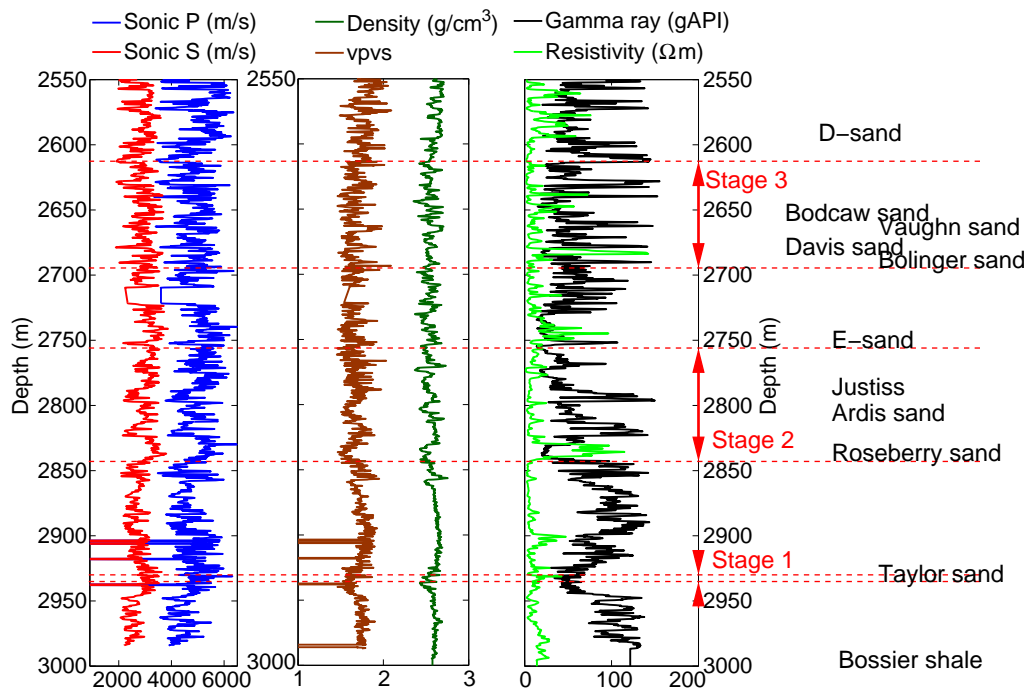 Sonic P (m/s)
Sonic S (m/s)
Density (g/cm³)
vpvs
Gamma ray (gAPI)
Resistivity (Ωm)
Depth (m)
2550
2600
2650
2700
2750
2800
2850
2900
2950
3000
2000 4000 6000
2550
3000
1 2 3
0 100 200
2550
2600
2650
2700
2750
2800
2850
2900
2950
3000
Depth (m)
Stage 3
Stage 2
Stage 1
D−sand
Bodcaw sand
Vaughn sand
Davis sand
Bolinger sand
E−sand
Justiss
Ardis sand
Roseberry sand
Taylor sand
Bossier shale